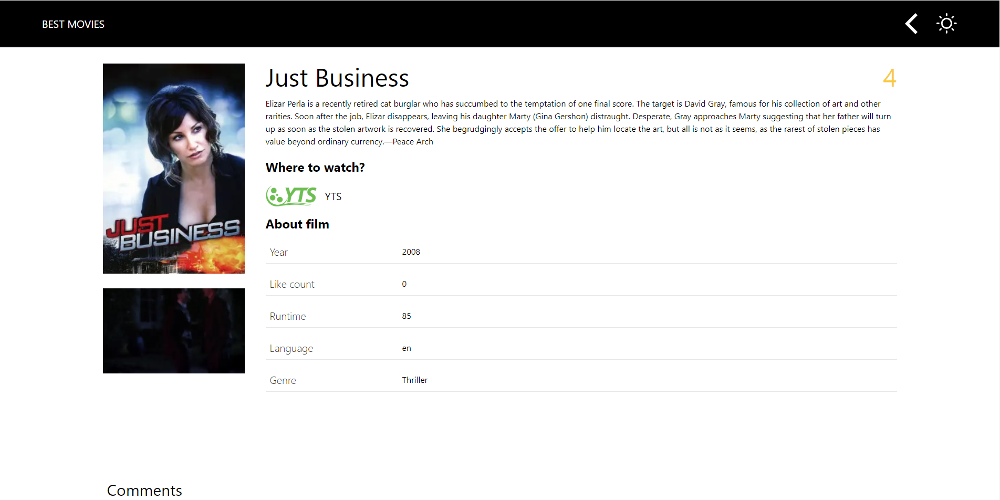 BEST MOVIES
Just Business
4
Elizar Perla is a recently retired cat burglar who has succumbed to the temptation of one final score. The target is David Gray, famous for his collection of art and other
rarities. Soon after the job, Elizar disappears, leaving his daughter Marty (Gina Gershon) distraught. Desperate, Gray approaches Marty suggesting that her father will turn
up as soon as the stolen artwork is recovered. She begrudgingly accepts the offer to help him locate the art, but all is not as it seems, as the rarest of stolen pieces has
value beyond ordinary currency.—Peace Arch
Where to watch?
YTS YTS
About film
Year 2008
Like count 0
Runtime 85
Language en
Genre Thriller
JUST
BUSINESS
Comments